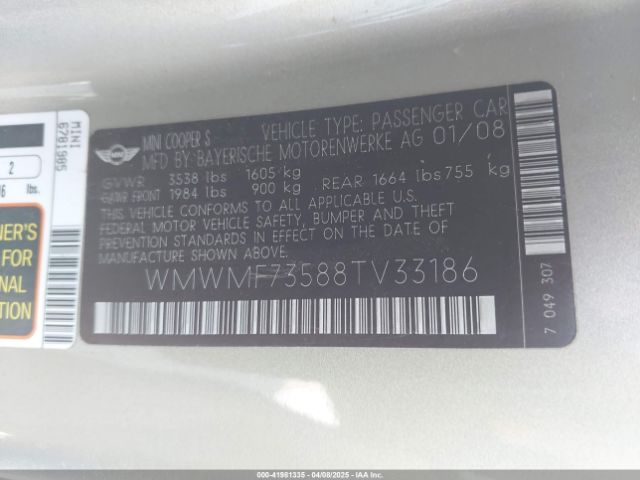 MINI COOPER S VEHICLE TYPE: PASSENGER CAR
MFD BY: BAYERISCHE MOTORENWERKE AG 01/08
GVWR 3538 lbs 1605 kg
GAWR FRONT 1984 lbs 900 kg REAR 1664 lbs 755 kg
THIS VEHICLE CONFORMS TO ALL APPLICABLE U.S.
FEDERAL MOTOR VEHICLE SAFETY, BUMPER AND THEFT
PREVENTION STANDARDS IN EFFECT ON THE DATE OF
MANUFACTURE SHOWN ABOVE.
WMWMF73588TV33186
7 049 307
MINI
6781985
2
lbs.
NER'S
FOR
NAL
TION
000-41981335 04/08/2025 IAAI.COM